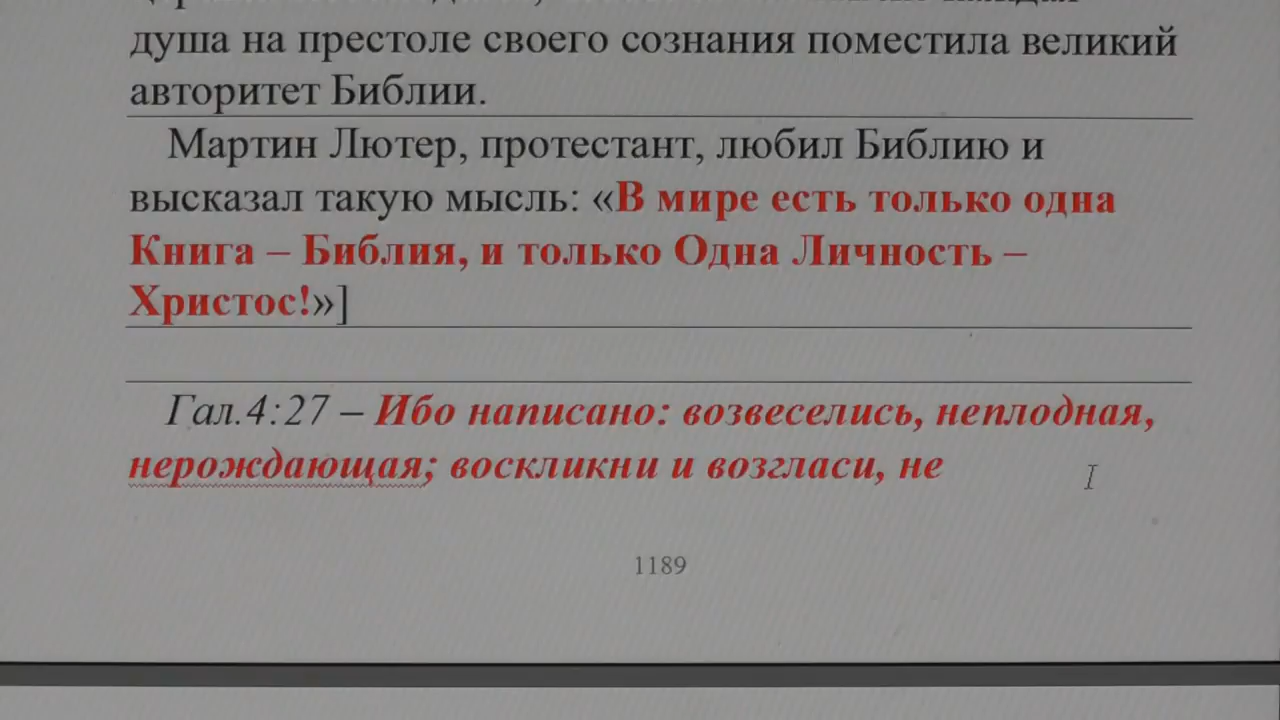 душа на престоле своего сознания поместила великий
авторитет Библии.
Мартин Лютер, протестант, любил Библию и
высказал такую мысль: «В мире есть только одна
Книга – Библия, и только Одна Личность –
Христос!»]
Гал.4:27 – Ибо написано: возвеселись, неплодная,
нерождающая; воскликни и возгласи, не
1189